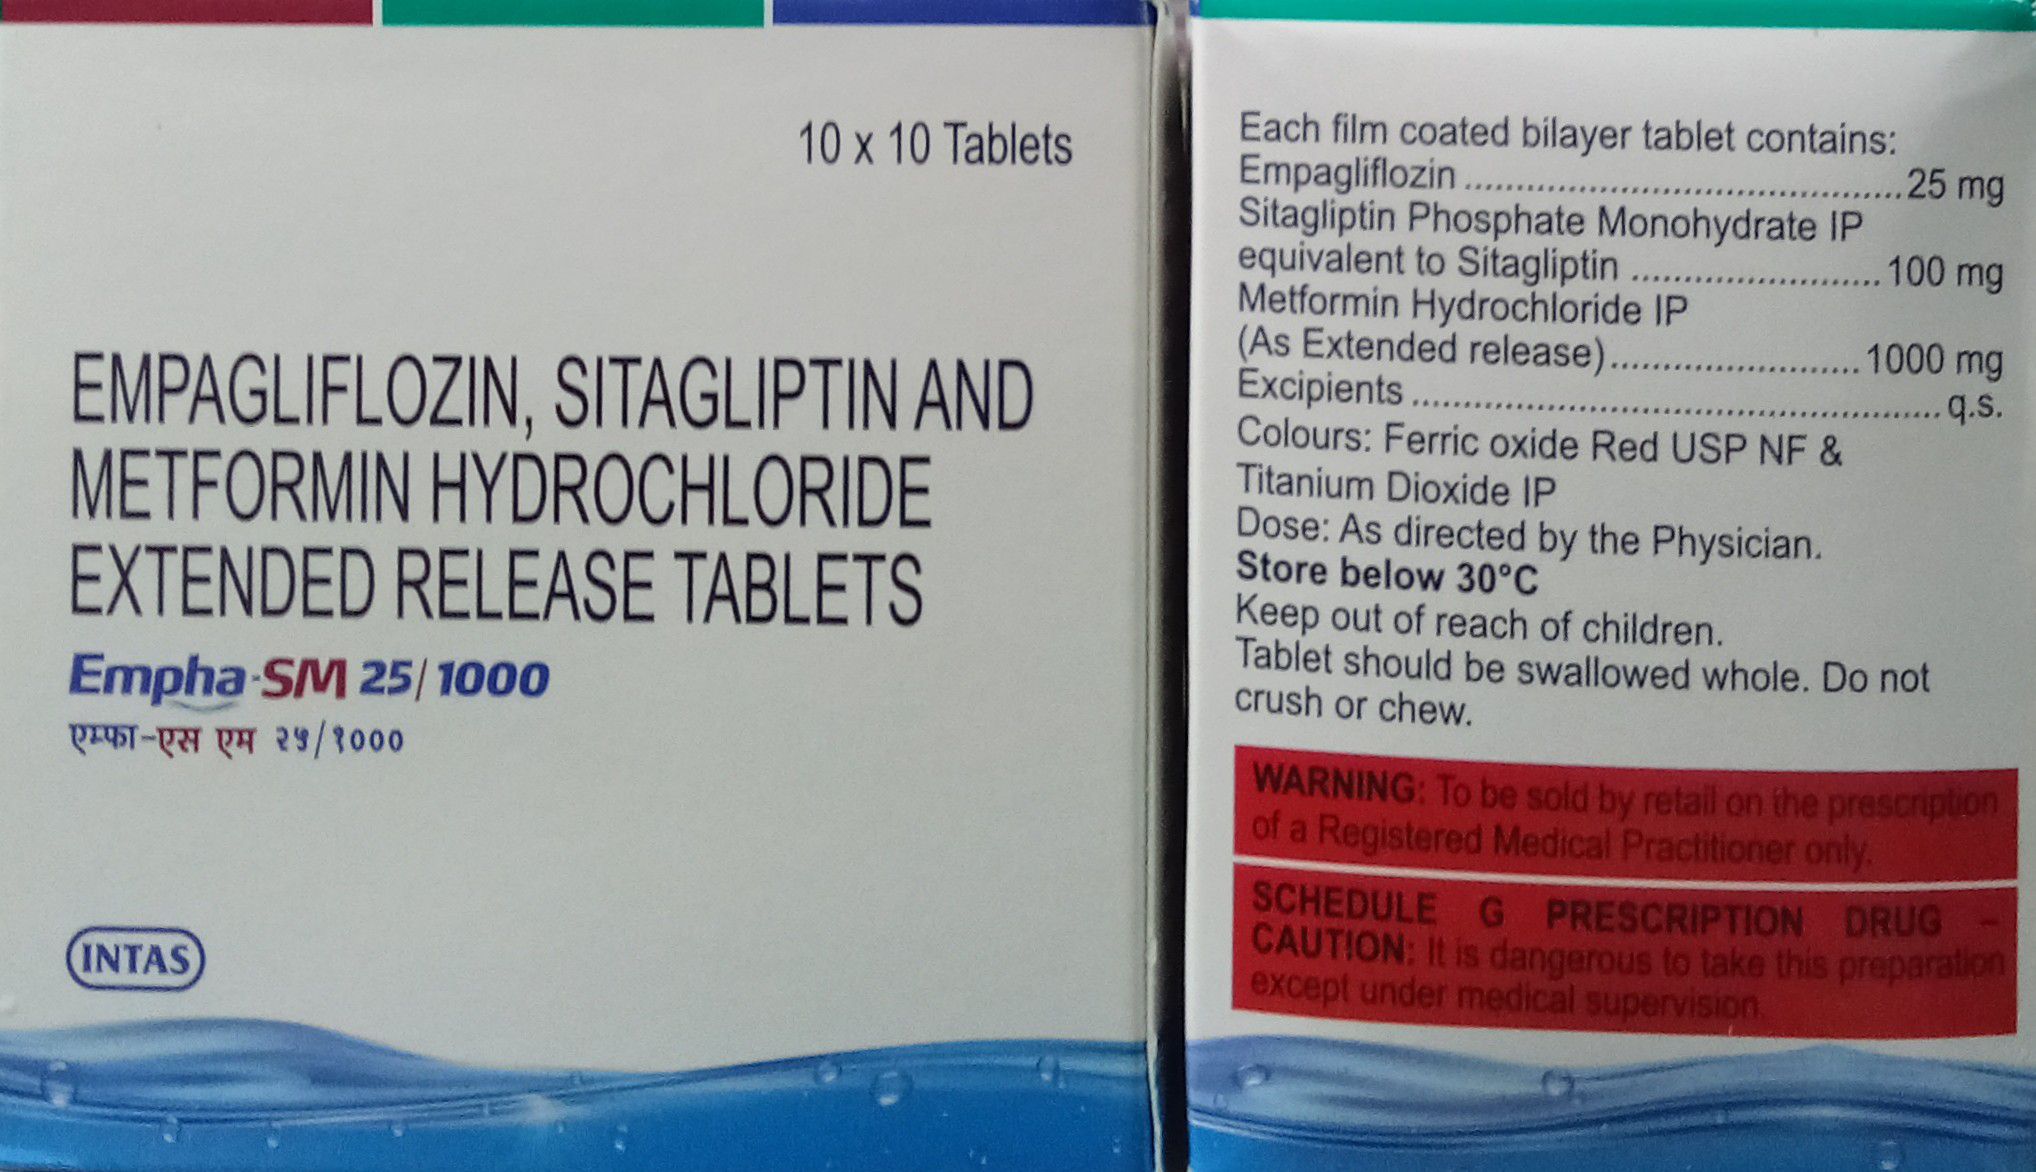 10 x 10 Tablets
EMPAGLIFLOZIN, SITAGLIPTIN AND
METFORMIN HYDROCHLORIDE
EXTENDED RELEASE TABLETS
Empha-SM 25/1000
एम्फा-एस एम २५/१०००
INTAS
Each film coated bilayer tablet contains:
Empagliflozin ............................................ 25 mg
Sitagliptin Phosphate Monohydrate IP
equivalent to Sitagliptin ........................ 100 mg
Metformin Hydrochloride IP
(As Extended release) ........................ 1000 mg
Excipients .................................................... q.s.
Colours: Ferric oxide Red USP NF &
Titanium Dioxide IP
Dose: As directed by the Physician.
Store below 30°C
Keep out of reach of children.
Tablet should be swallowed whole. Do not
crush or chew.
WARNING: To be sold by retail on the prescription
of a Registered Medical Practitioner only.
SCHEDULE G PRESCRIPTION DRUG –
CAUTION: It is dangerous to take this preparation
except under medical supervision.